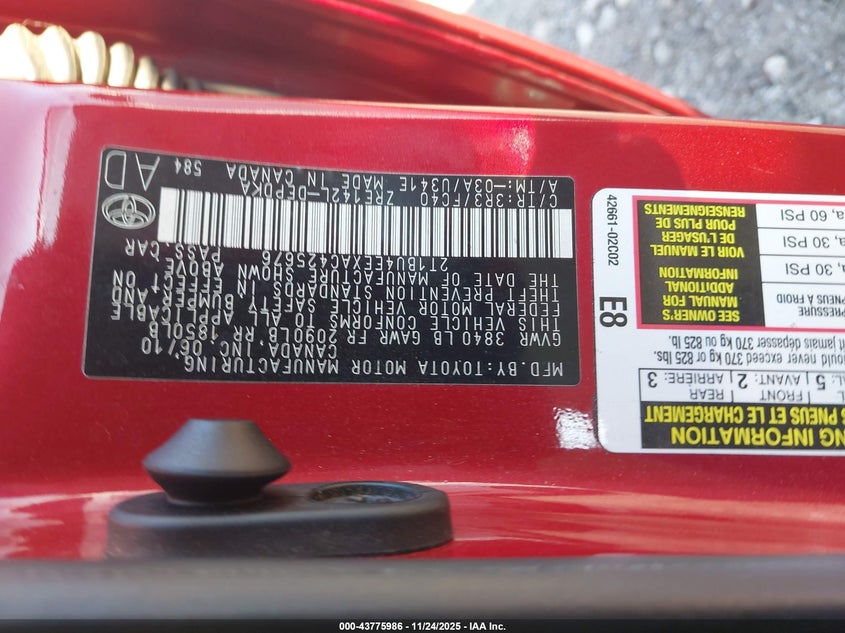 MFD. BY: TOYOTA MOTOR MANUFACTURING
CANADA INC. 06/10
GVWR 3840 LB GAWR FR 2090LB RR 1850LB
THIS VEHICLE CONFORMS TO ALL APPLICABLE
FEDERAL MOTOR VEHICLE SAFETY, BUMPER, AND
THEFT PREVENTION STANDARDS IN EFFECT ON
THE DATE OF MANUFACTURE SHOWN ABOVE.
2T1BU4EEXAC425676 PASS. CAR
C/TR: 3R3/FC40 ZRE142L-DEPDKA
A/TM:-03A/U341E MADE IN CANADA 584
AD
NG INFORMATION
S PNEUS ET LE CHARGEMENT
FRONT REAR
5 AVANT: 2 ARRIÈRE: 3
ould never exceed 370 kg or 825 lbs.
t jamais dépasser 370 kg ou 825 lb.
PRESSURE
PNEUS A FROID
a, 30 PSI
a, 30 PSI
a, 60 PSI
SEE OWNER'S
MANUAL FOR
ADDITIONAL
INFORMATION
VOIR LE MANUEL
DE L'USAGER
POUR PLUS DE
RENSEIGNEMENTS
E8
42661-02C02
000-43775986 - 11/24/2025 - IAA Inc.